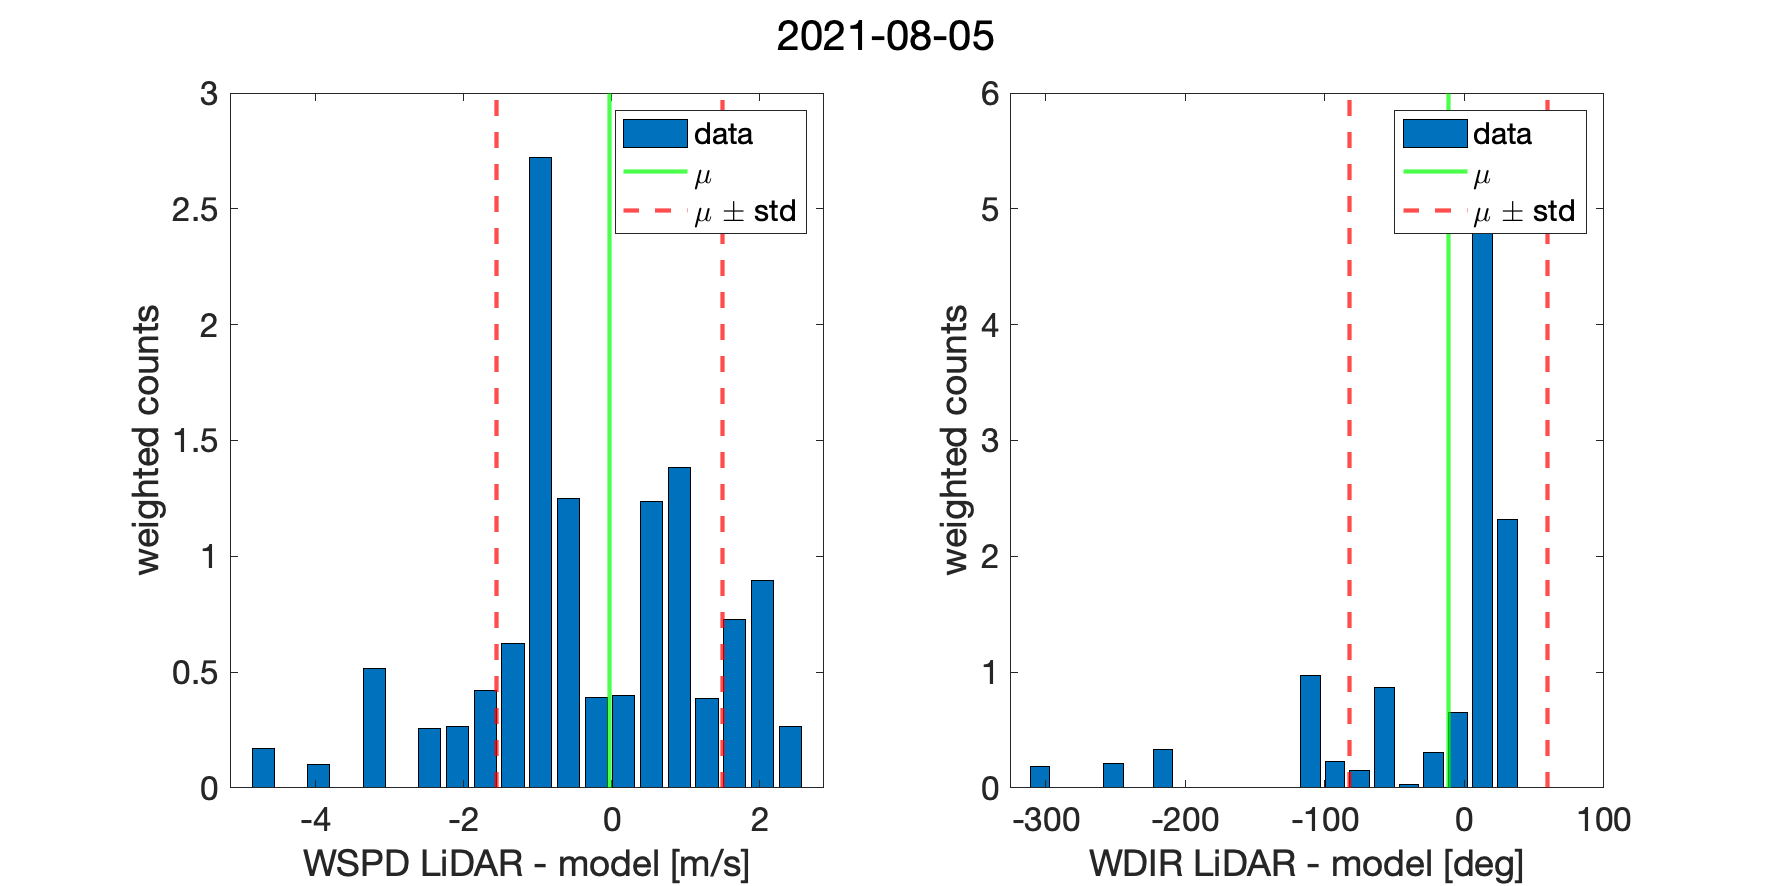 2021-08-05
3
2.5
2
1.5
1
0.5
0
weighted counts
-4 -2 0 2
WSPD LiDAR - model [m/s]
data
μ
μ ± std
6
5
4
3
2
1
0
weighted counts
-300 -200 -100 0 100
WDIR LiDAR - model [deg]
data
μ
μ ± std